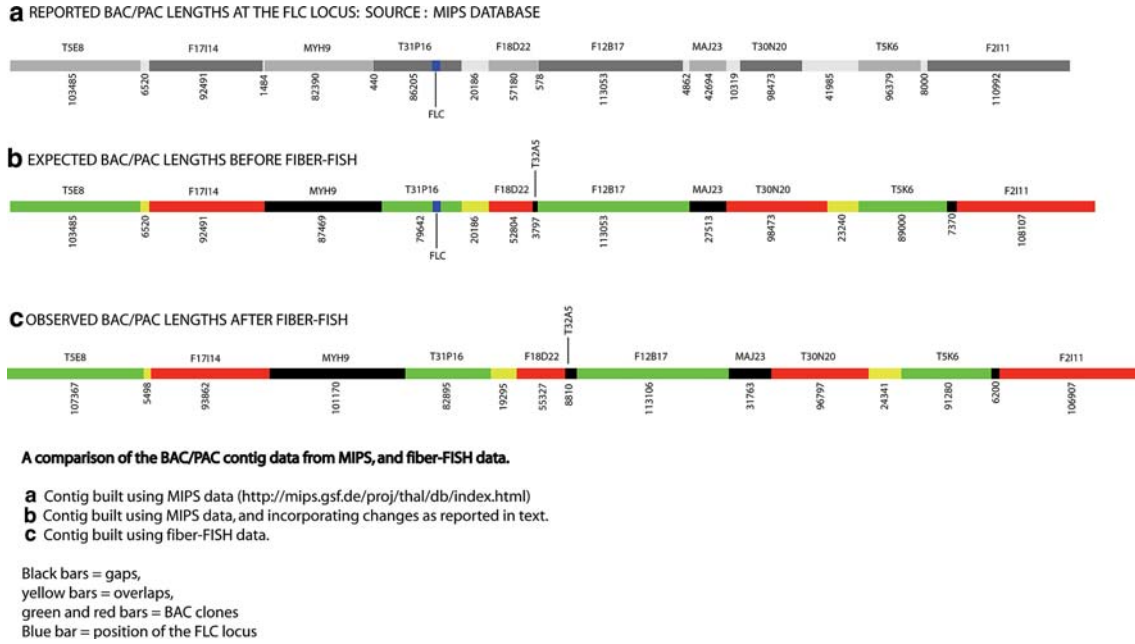 a REPORTED BAC/PAC LENGTHS AT THE FLC LOCUS: SOURCE : MIPS DATABASE
T5E8 F17I14 MYH9 T31P16 F18D22 F12B17 MAJ23 T30N20 T5K6 F2I11
103485 6520 92491 1484 82390 440 86205 20186 57180 578 113053 4862 42694 10319 98473 41985 96379 8000 110992
FLC
b EXPECTED BAC/PAC LENGTHS BEFORE FIBER-FISH
T32A5
T5E8 F17I14 MYH9 T31P16 F18D22 F12B17 MAJ23 T30N20 T5K6 F2I11
103485 6520 92491 87469 79642 20186 52804 3797 113053 27513 98473 23240 89000 7370 108107
FLC
c OBSERVED BAC/PAC LENGTHS AFTER FIBER-FISH
T32A5
T5E8 F17I14 MYH9 T31P16 F18D22 F12B17 MAJ23 T30N20 T5K6 F2I11
107367 5498 93862 101170 82895 19295 55327 8810 113106 31763 96797 24341 91280 6200 106907
A comparison of the BAC/PAC contig data from MIPS, and fiber-FISH data.
a Contig built using MIPS data (http://mips.gsf.de/proj/thal/db/index.html)
b Contig built using MIPS data, and incorporating changes as reported in text.
c Contig built using fiber-FISH data.
Black bars = gaps,
yellow bars = overlaps,
green and red bars = BAC clones
Blue bar = position of the FLC locus